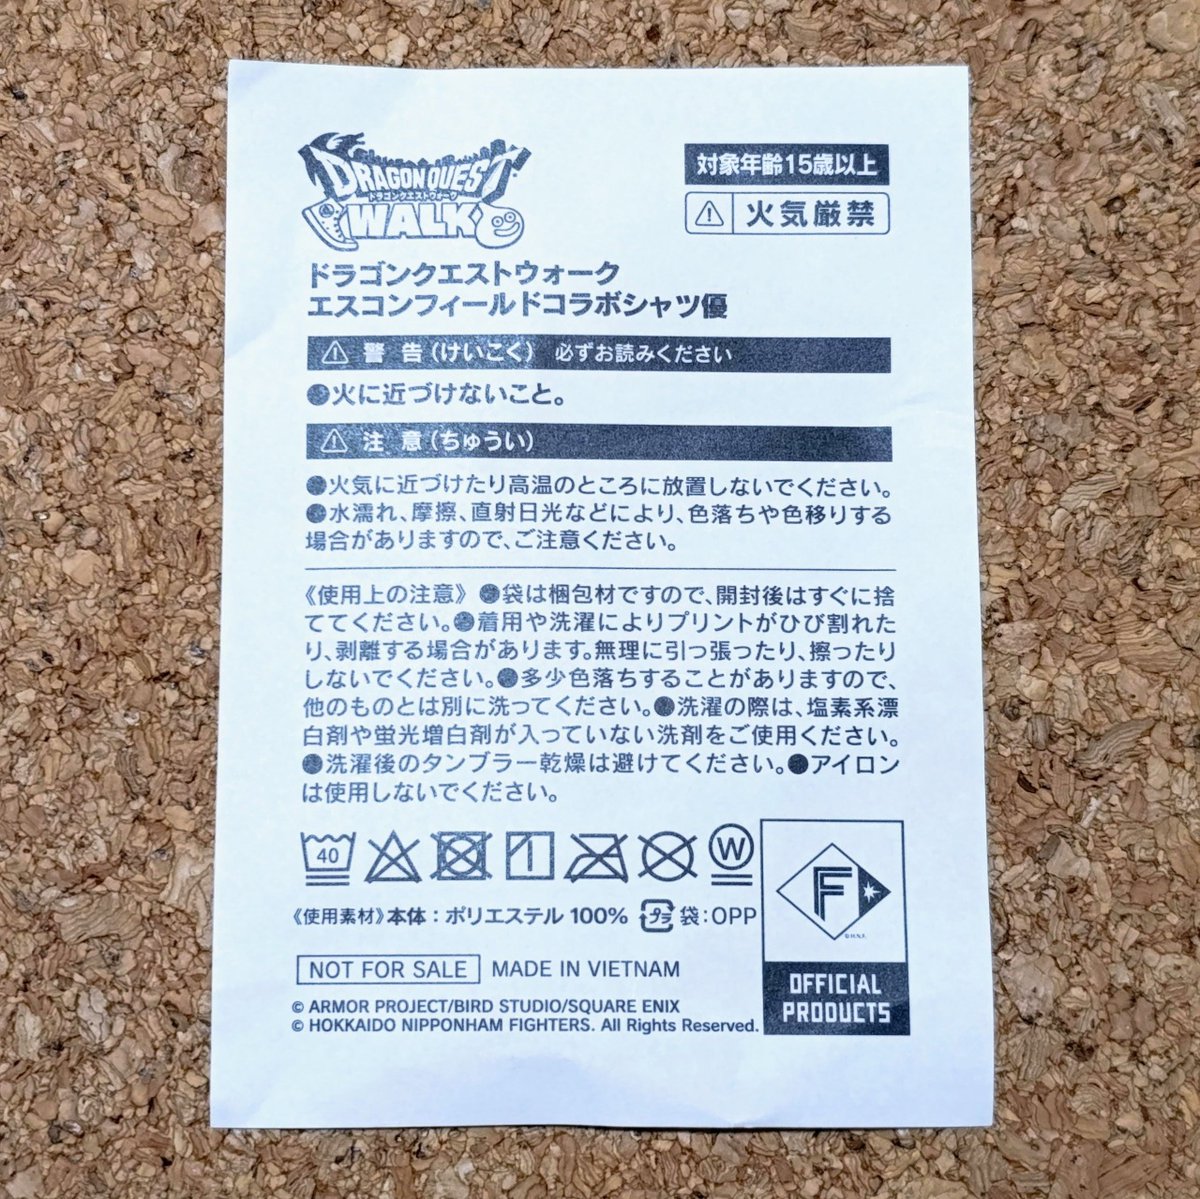 DRAGON QUEST
ドラゴンクエストウォーク
WALK
対象年齢15歳以上
火気厳禁
ドラゴンクエストウォーク
エスコンフィールドコラボシャツ優
警 告(けいこく) 必ずお読みください
●火に近づけないこと。
注 意(ちゅうい)
●火気に近づけたり高温のところに放置しないでください。
●水濡れ、摩擦、直射日光などにより、色落ちや色移りする
場合がありますので、ご注意ください。
《使用上の注意》●袋は梱包材ですので、開封後はすぐに捨
ててください。●着用や洗濯によりプリントがひび割れた
り、剥離する場合があります。無理に引っ張ったり、擦ったり
しないでください。●多少色落ちすることがありますので、
他のものとは別に洗ってください。●洗濯の際は、塩素系漂
白剤や蛍光増白剤が入っていない洗剤をご使用ください。
●洗濯後のタンブラー乾燥は避けてください。●アイロン
は使用しないでください。
40 W
《使用素材》本体:ポリエステル 100% プラ 袋:OPP
F
© H.N.F.
NOT FOR SALE MADE IN VIETNAM
OFFICIAL
PRODUCTS
© ARMOR PROJECT/BIRD STUDIO/SQUARE ENIX
© HOKKAIDO NIPPONHAM FIGHTERS. All Rights Reserved.